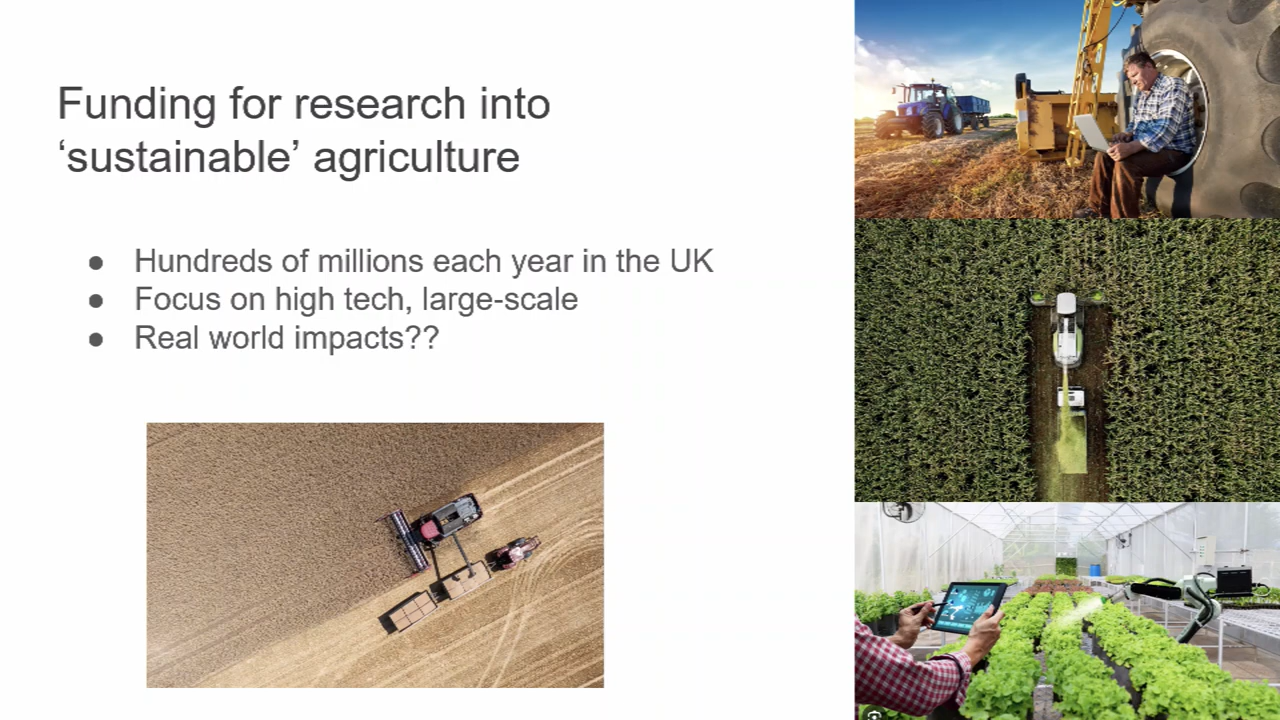 Funding for research into
‘sustainable’ agriculture
● Hundreds of millions each year in the UK
● Focus on high tech, large-scale
● Real world impacts??